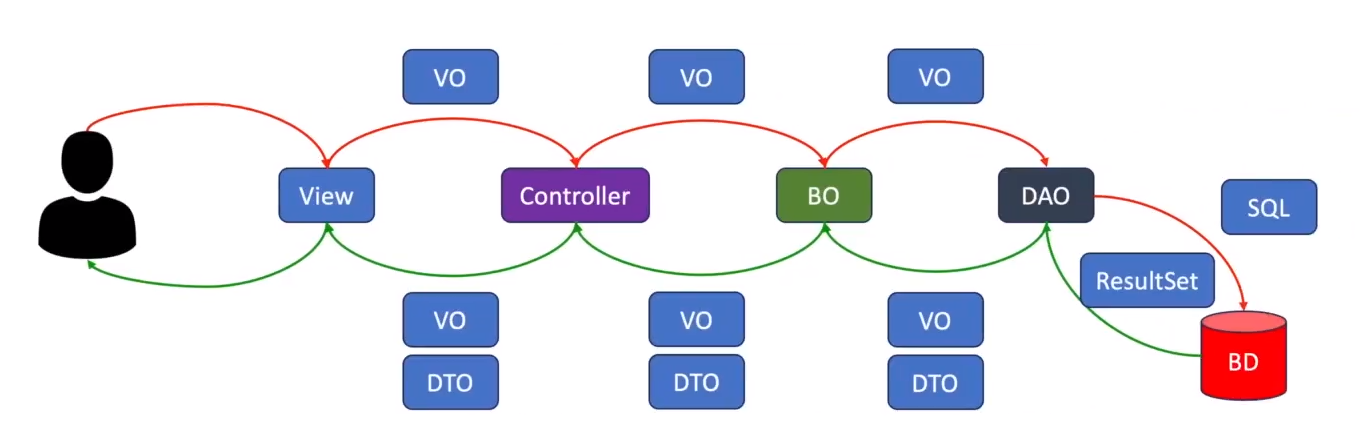 VO
VO
VO
View
Controller
BO
DAO
SQL
ResultSet
VO
VO
VO
BD
DTO
DTO
DTO